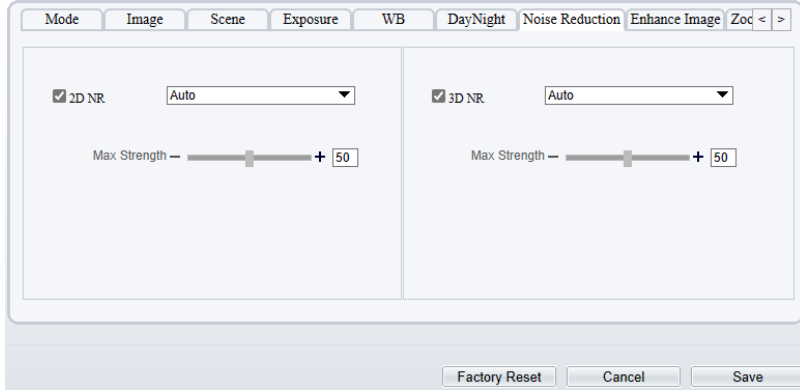 Mode Image Scene Exposure WB DayNight Noise Reduction Enhance Image < >
2D NR Auto 3D NR Auto
Max Strength − + 50 Max Strength − + 50
Factory Reset Cancel Save